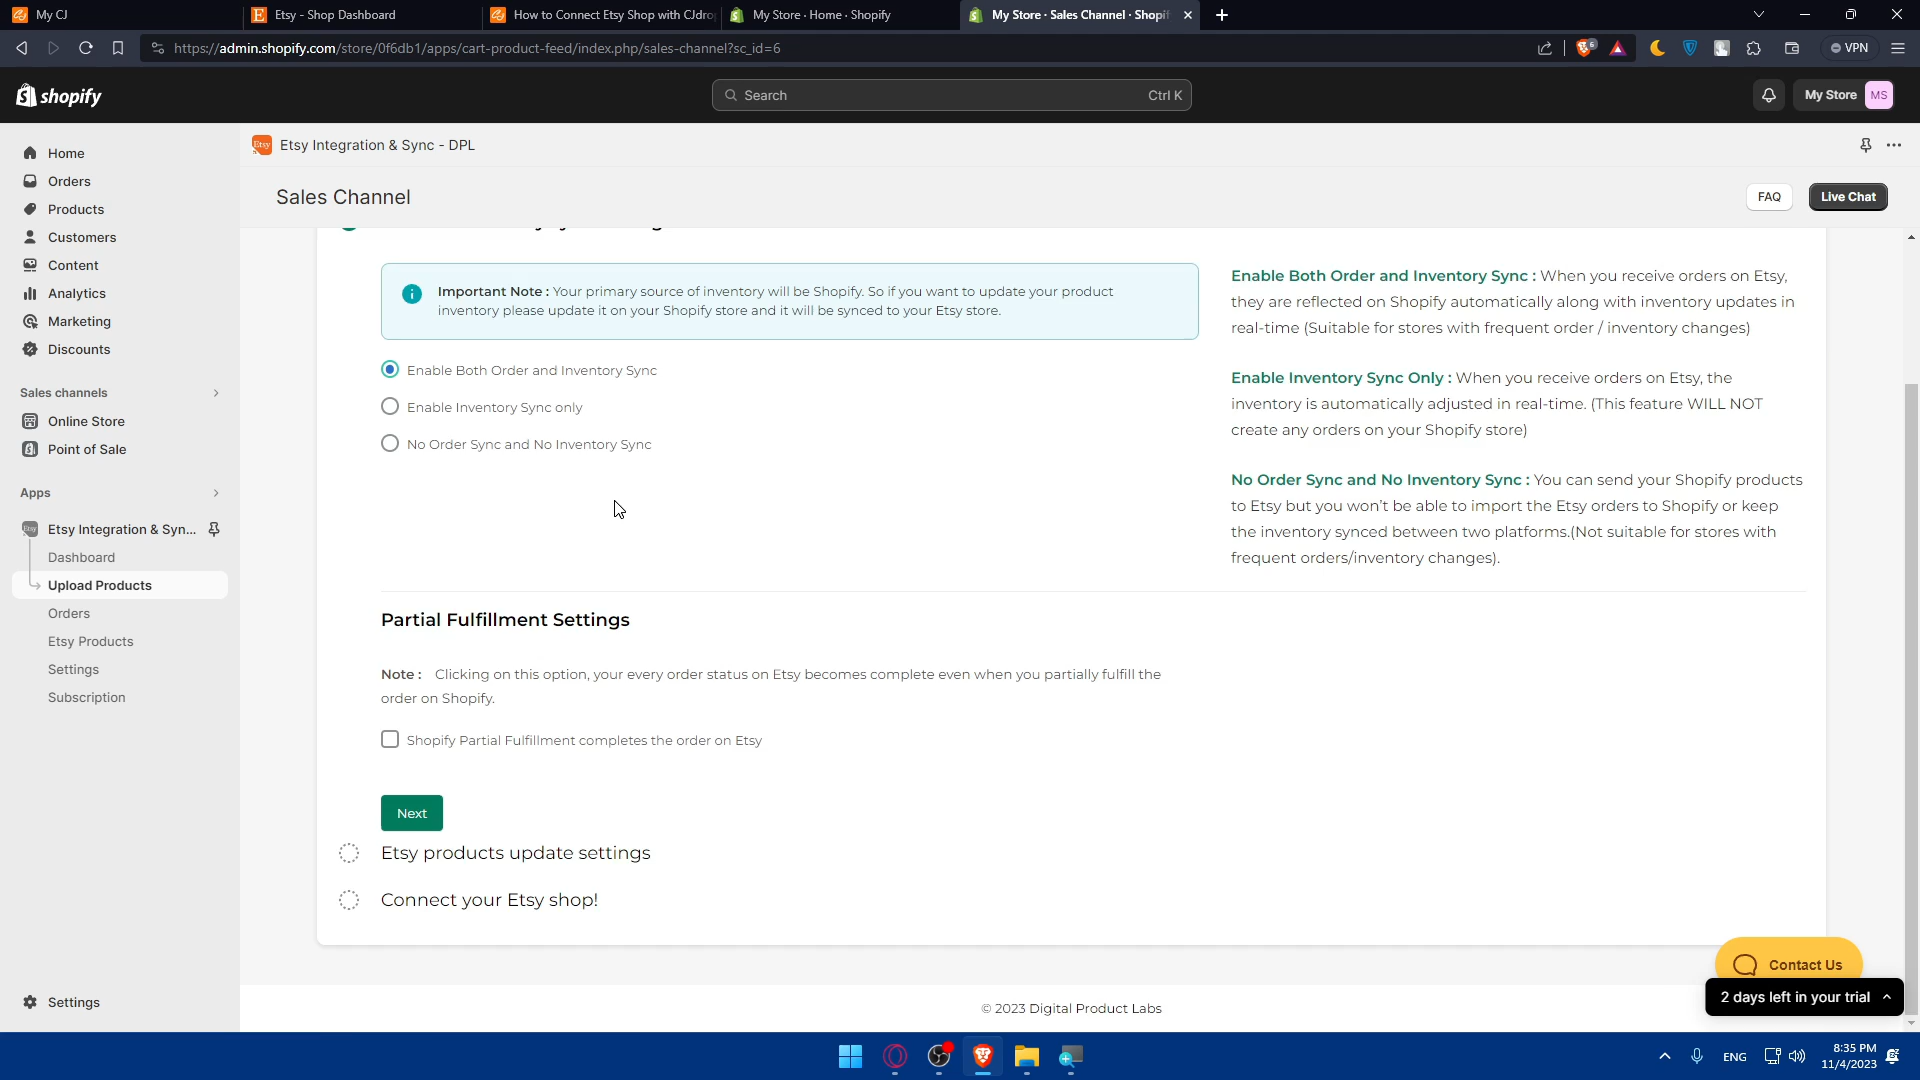 My CJ
Etsy - Shop Dashboard
How to Connect Etsy Shop with CJdro
My Store · Home · Shopify
My Store · Sales Channel · Shopif
https://admin.shopify.com/store/0f6db1/apps/cart-product-feed/index.php/sales-channel?sc_id=6
6
VPN
shopify
Search
Ctrl K
My Store
MS
Home
Orders
Products
Customers
Content
Analytics
Marketing
Discounts
Sales channels
Online Store
Point of Sale
Apps
Etsy
Etsy Integration & Syn...
Dashboard
Upload Products
Orders
Etsy Products
Settings
Subscription
Settings
Etsy
Etsy Integration & Sync - DPL
Sales Channel
FAQ
Live Chat
Important Note : Your primary source of inventory will be Shopify. So if you want to update your product
inventory please update it on your Shopify store and it will be synced to your Etsy store.
Enable Both Order and Inventory Sync
Enable Inventory Sync only
No Order Sync and No Inventory Sync
Enable Both Order and Inventory Sync : When you receive orders on Etsy,
they are reflected on Shopify automatically along with inventory updates in
real-time (Suitable for stores with frequent order / inventory changes)
Enable Inventory Sync Only : When you receive orders on Etsy, the
inventory is automatically adjusted in real-time. (This feature WILL NOT
create any orders on your Shopify store)
No Order Sync and No Inventory Sync : You can send your Shopify products
to Etsy but you won't be able to import the Etsy orders to Shopify or keep
the inventory synced between two platforms.(Not suitable for stores with
frequent orders/inventory changes).
Partial Fulfillment Settings
Note : Clicking on this option, your every order status on Etsy becomes complete even when you partially fulfill the
order on Shopify.
Shopify Partial Fulfillment completes the order on Etsy
Next
Etsy products update settings
Connect your Etsy shop!
Contact Us
2 days left in your trial
© 2023 Digital Product Labs
ENG
8:35 PM
11/4/2023